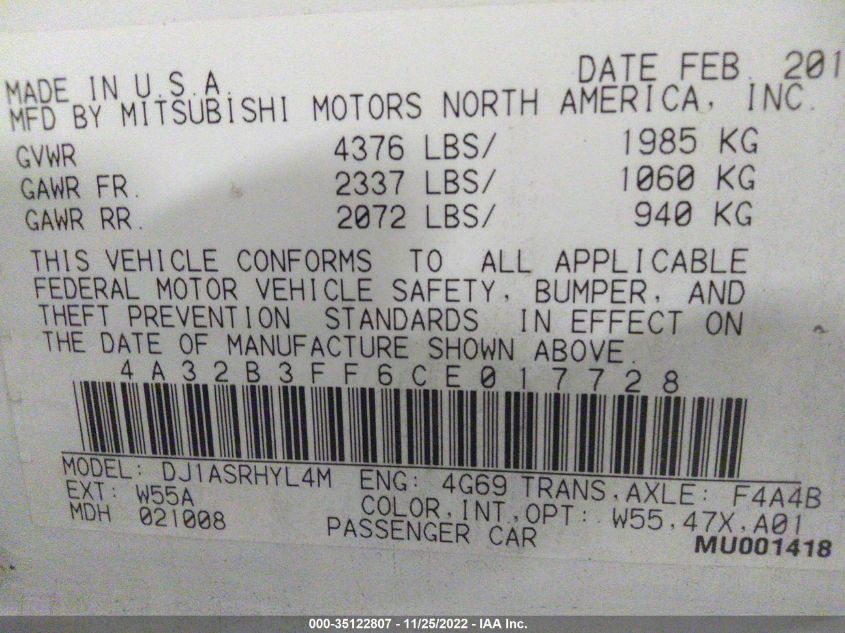 DATE FEB. 201
MADE IN U.S.A.
MFD BY MITSUBISHI MOTORS NORTH AMERICA, INC.
GVWR 4376 LBS/ 1985 KG
GAWR FR. 2337 LBS/ 1060 KG
GAWR RR. 2072 LBS/ 940 KG
THIS VEHICLE CONFORMS TO ALL APPLICABLE
FEDERAL MOTOR VEHICLE SAFETY, BUMPER, AND
THEFT PREVENTION STANDARDS IN EFFECT ON
THE DATE OF MANUFACTURE SHOWN ABOVE.
4A32B3FF6CE017728
MODEL: DJ1ASRHYL4M ENG: 4G69 TRANS,AXLE: F4A4B
EXT: W55A COLOR,INT,OPT: W55,47X,A01
MDH 021008 PASSENGER CAR
MU001418
000-35122807 - 11/25/2022 - IAA Inc.